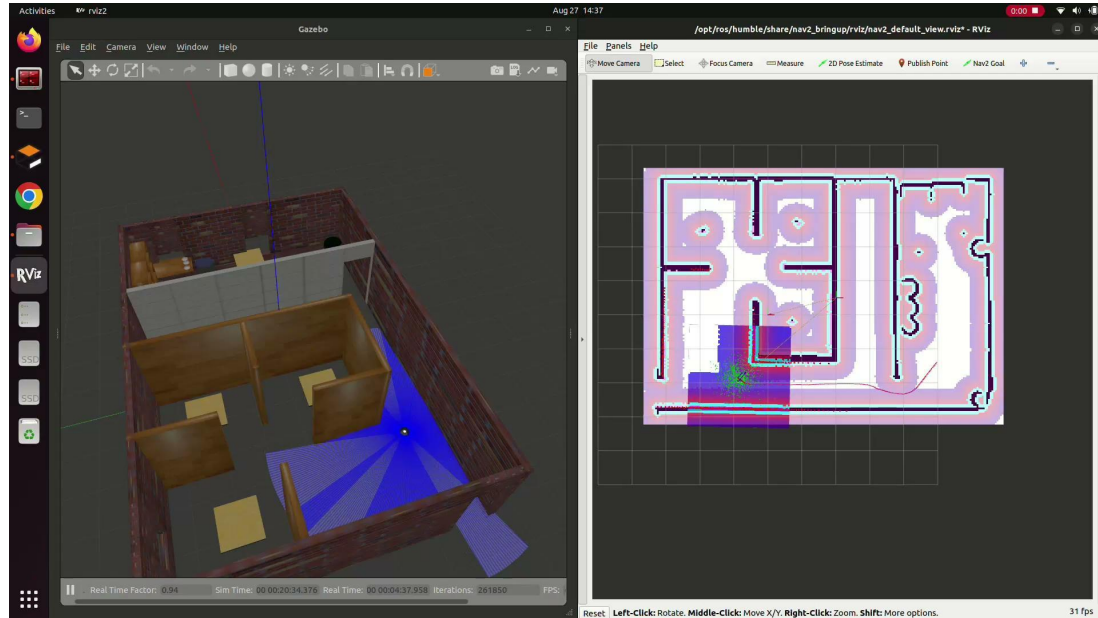 Activities rviz2 Aug 27 14:37 0:00
Gazebo
File Edit Camera View Window Help
/opt/ros/humble/share/nav2_bringup/rviz/nav2_default_view.rviz* - RViz
File Panels Help
Move Camera Select Focus Camera Measure 2D Pose Estimate Publish Point Nav2 Goal
RViz
SSD
SSD
Real Time Factor: 0.94 Sim Time: 00 00:20:34.376 Real Time: 00 00:04:37.958 Iterations: 261850 FPS:
Reset Left-Click: Rotate. Middle-Click: Move X/Y. Right-Click: Zoom. Shift: More options. 31 fps